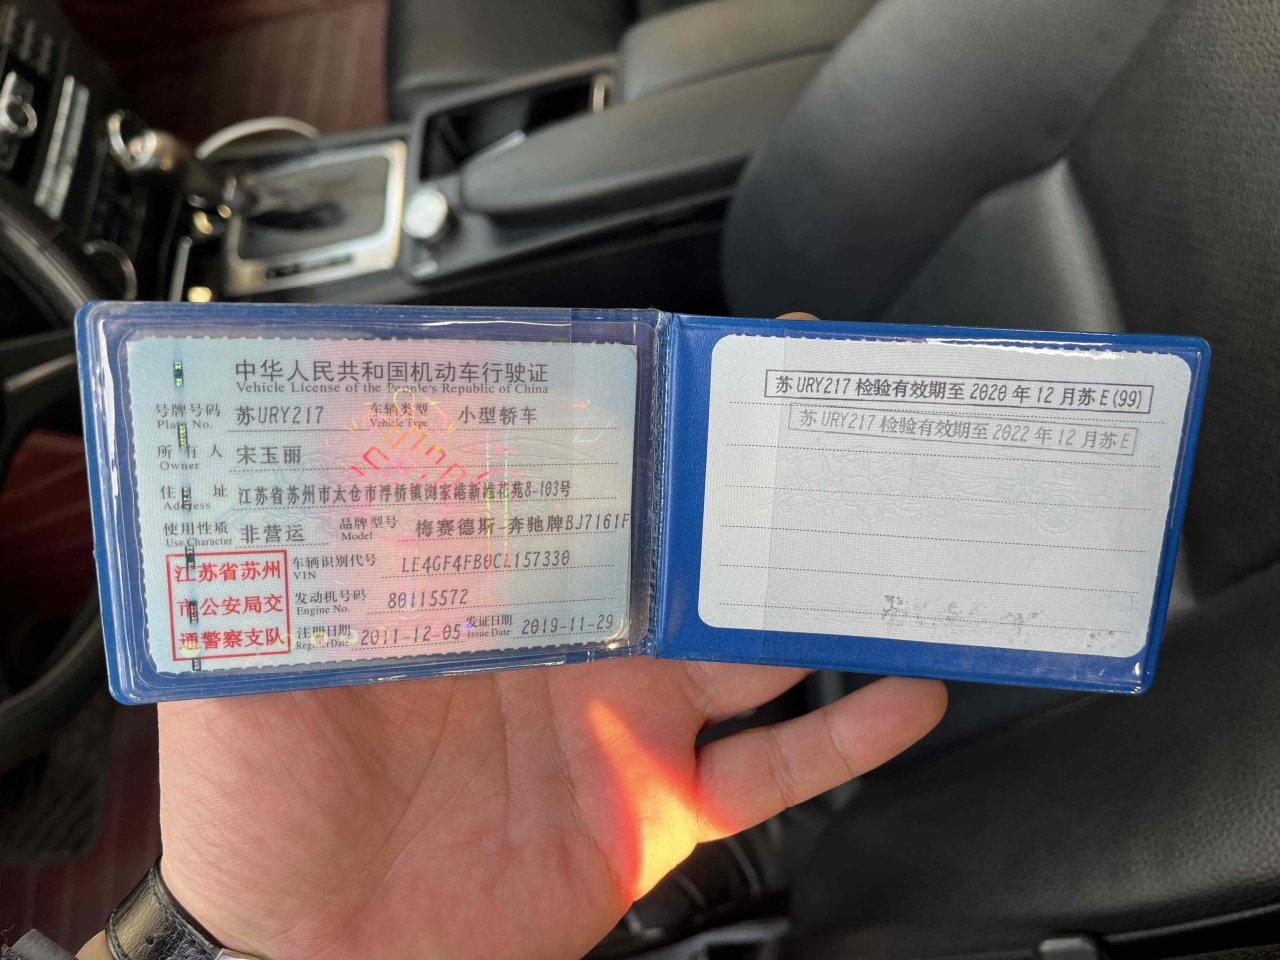 中华人民共和国机动车行驶证
Vehicle License of the People's Republic of China
号牌号码 Plate No. 苏URY217 车辆类型 Vehicle Type 小型轿车
所有人 Owner 宋玉丽
住址 Address 江苏省苏州市太仓市浮桥镇浏家港新港花苑8-103号
使用性质 Use Character 非营运 品牌型号 Model 梅赛德斯-奔驰牌BJ7161F
车辆识别代号 VIN LE4GF4FB0CL157330
发动机号码 Engine No. 80115572
注册日期 Register Date 2011-12-05 发证日期 Issue Date 2019-11-29
江苏省苏州
市公安局交
通警察支队
苏URY217 检验有效期至 2020 年 12 月苏E(99)
苏URY217 检验有效期至 2022 年 12 月苏E